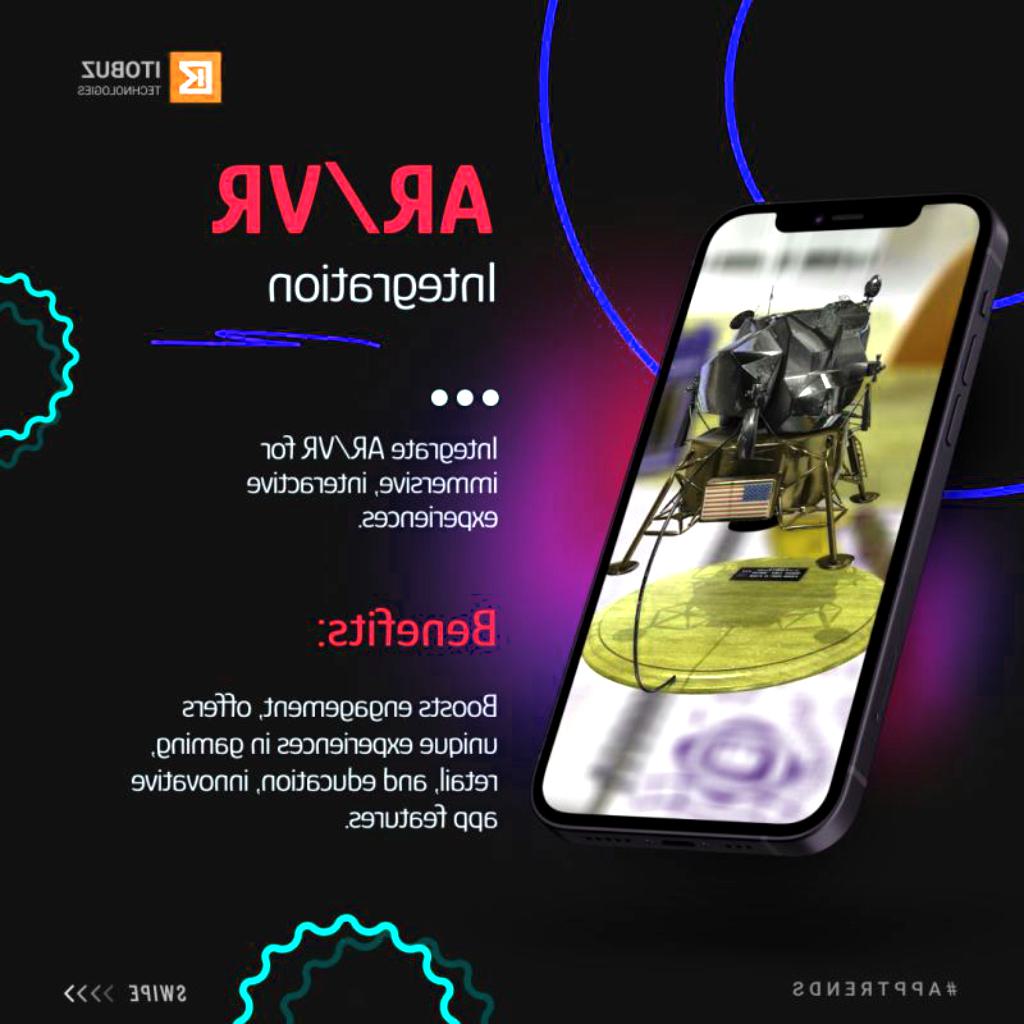 ITOBUZ
TECHNOLOGIES
AR/VR
Integration
Integrate AR/VR for
immersive, interactive
experiences.
Benefits:
Boosts engagement, offers
unique experiences in gaming,
retail, and education, innovative
app features.
SWIPE
#APPTRENDS